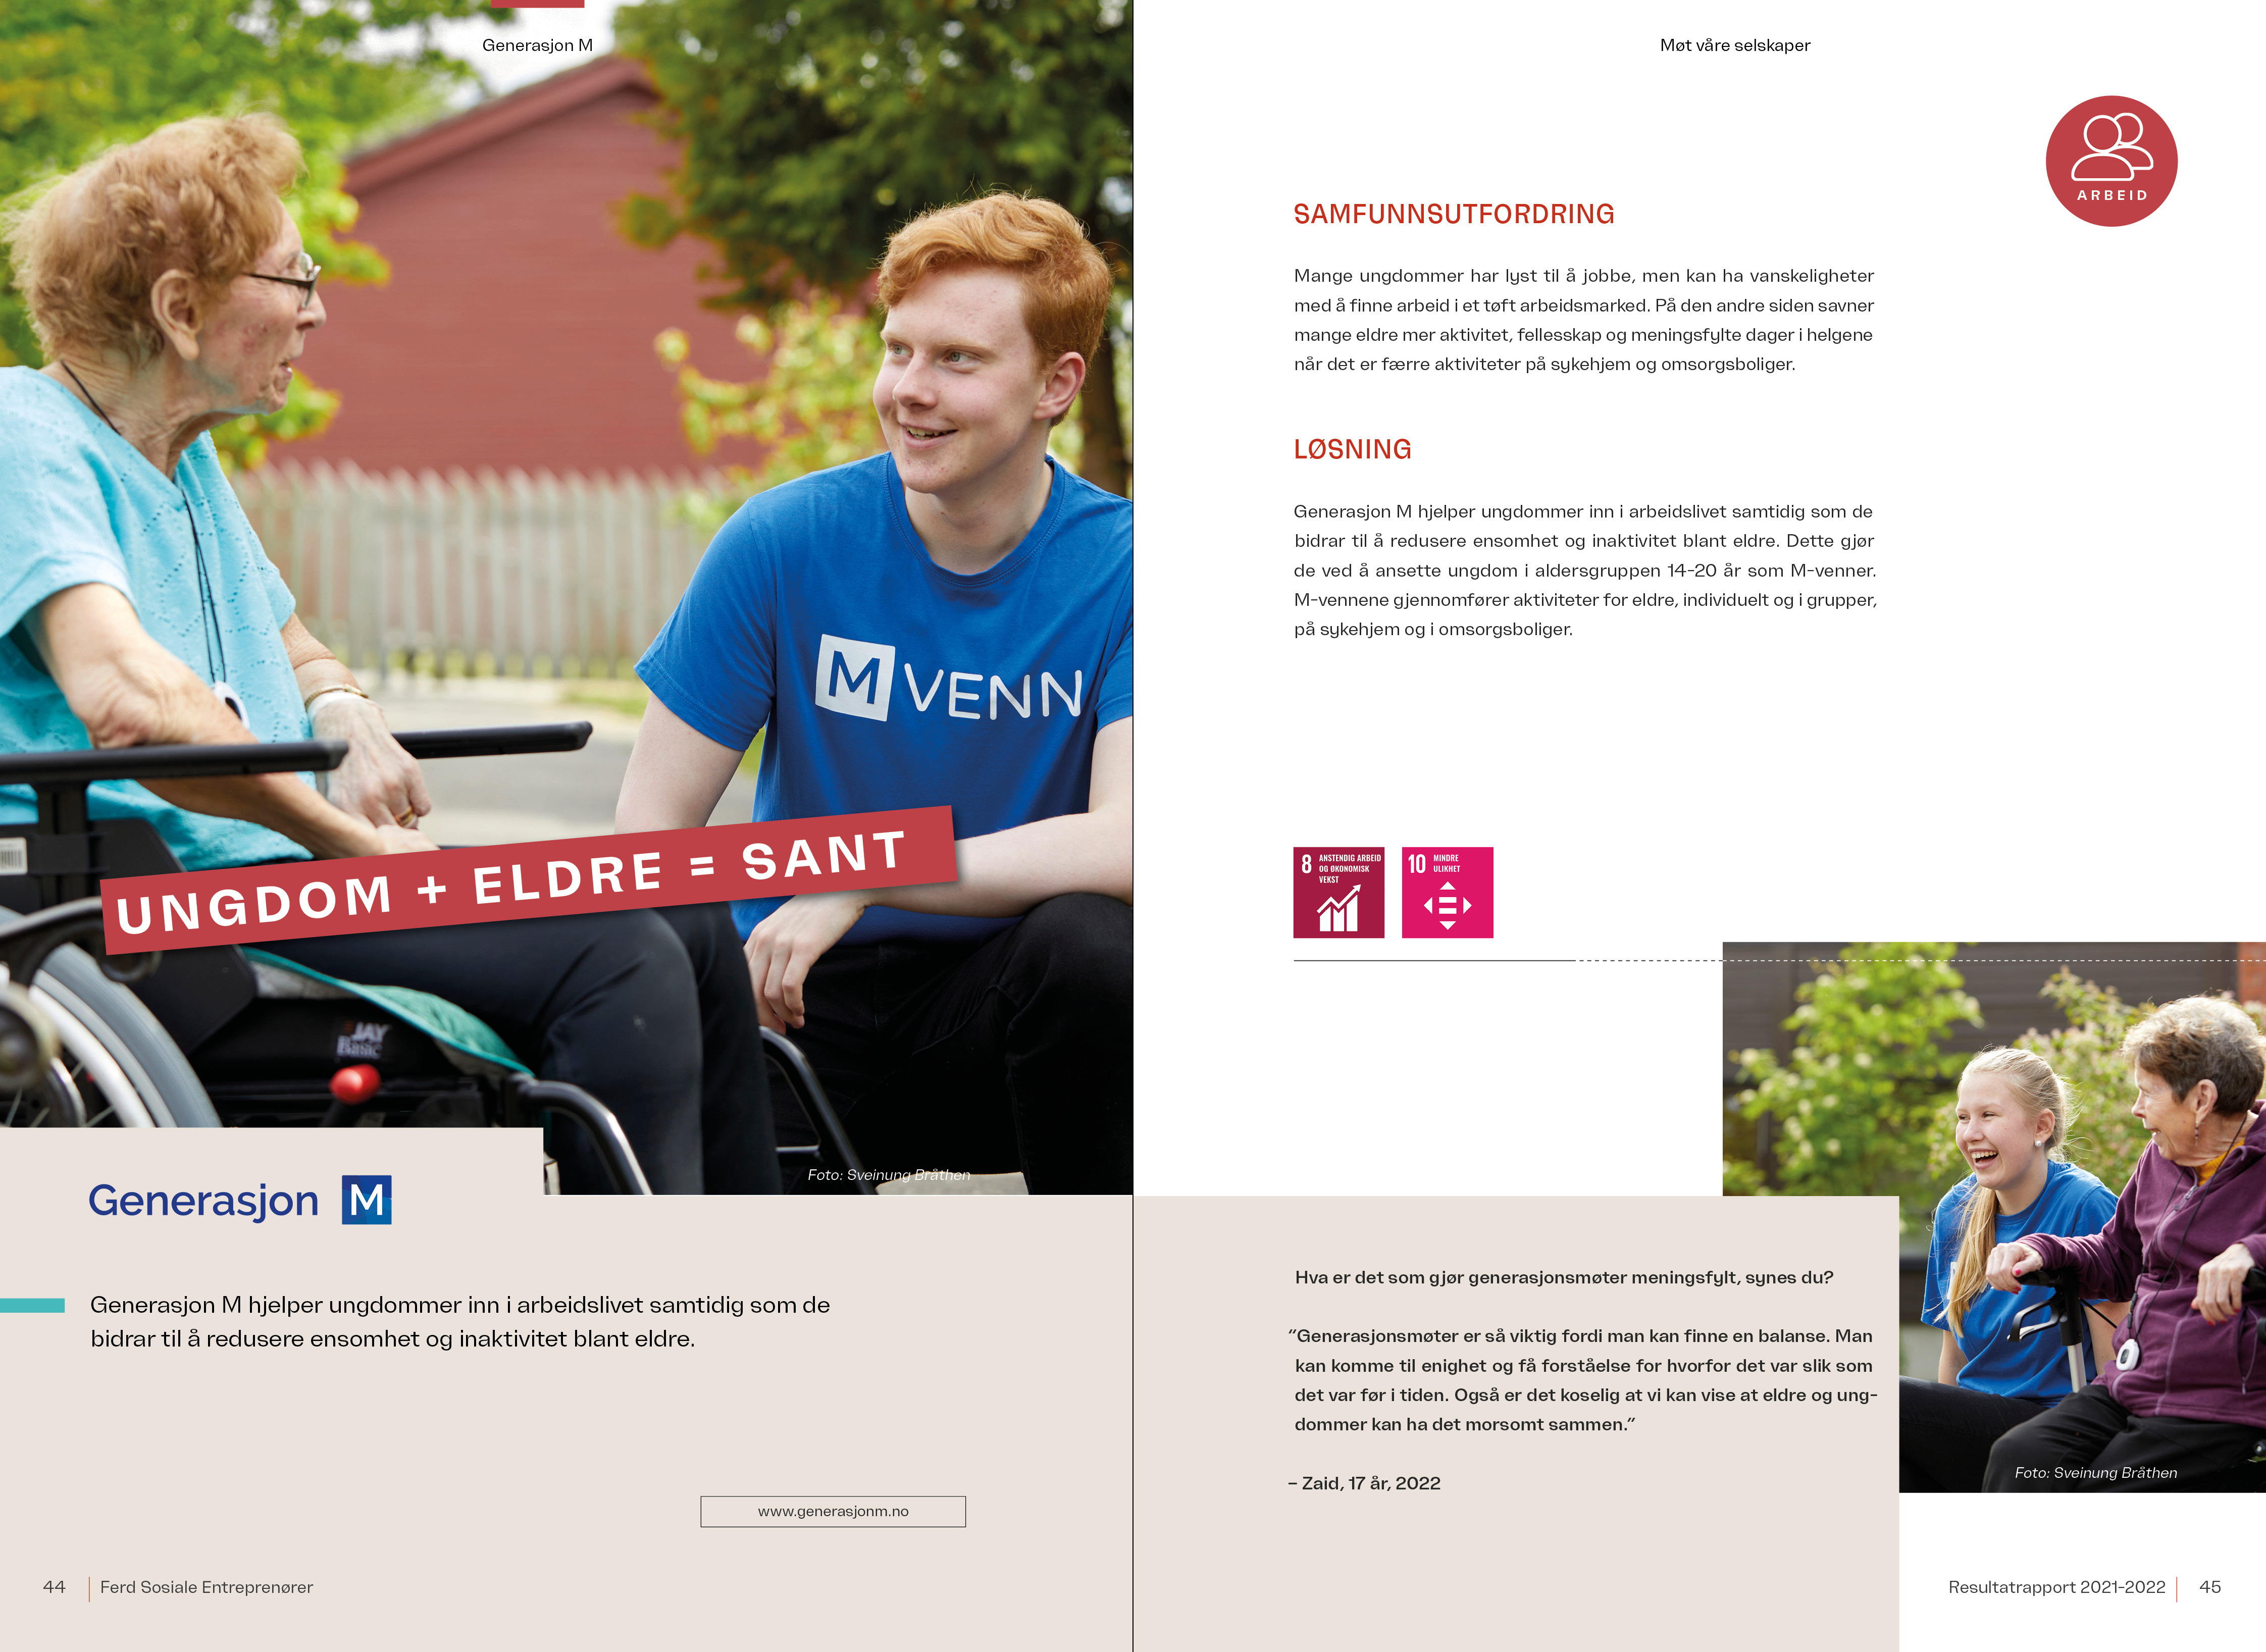 Generasjon M
M VENN
UNGDOM + ELDRE = SANT
JAY
Basic
Foto: Sveinung Bråthen
Generasjon M
Generasjon M hjelper ungdommer inn i arbeidslivet samtidig som de
bidrar til å redusere ensomhet og inaktivitet blant eldre.
www.generasjonm.no
44 Ferd Sosiale Entreprenører
Møt våre selskaper
ARBEID
SAMFUNNSUTFORDRING
Mange ungdommer har lyst til å jobbe, men kan ha vanskeligheter
med å finne arbeid i et tøft arbeidsmarked. På den andre siden savner
mange eldre mer aktivitet, fellesskap og meningsfylte dager i helgene
når det er færre aktiviteter på sykehjem og omsorgsboliger.
LØSNING
Generasjon M hjelper ungdommer inn i arbeidslivet samtidig som de
bidrar til å redusere ensomhet og inaktivitet blant eldre. Dette gjør
de ved å ansette ungdom i aldersgruppen 14-20 år som M-venner.
M-vennene gjennomfører aktiviteter for eldre, individuelt og i grupper,
på sykehjem og i omsorgsboliger.
8 ANSTENDIG ARBEID
OG ØKONOMISK
VEKST
10 MINDRE
ULIKHET
Hva er det som gjør generasjonsmøter meningsfylt, synes du?
”Generasjonsmøter er så viktig fordi man kan finne en balanse. Man
kan komme til enighet og få forståelse for hvorfor det var slik som
det var før i tiden. Også er det koselig at vi kan vise at eldre og ung-
dommer kan ha det morsomt sammen.”
– Zaid, 17 år, 2022
Foto: Sveinung Bråthen
Resultatrapport 2021-2022 45